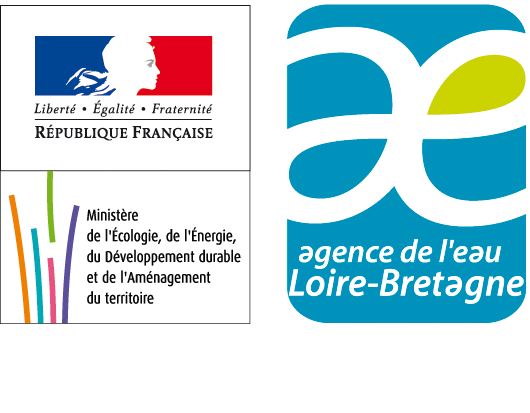 Liberté • Égalité • Fraternité
RÉPUBLIQUE FRANÇAISE
Ministère
de l'Écologie, de l'Énergie,
du Développement durable
et de l'Aménagement
du territoire
æ
agence de l'eau
Loire-Bretagne